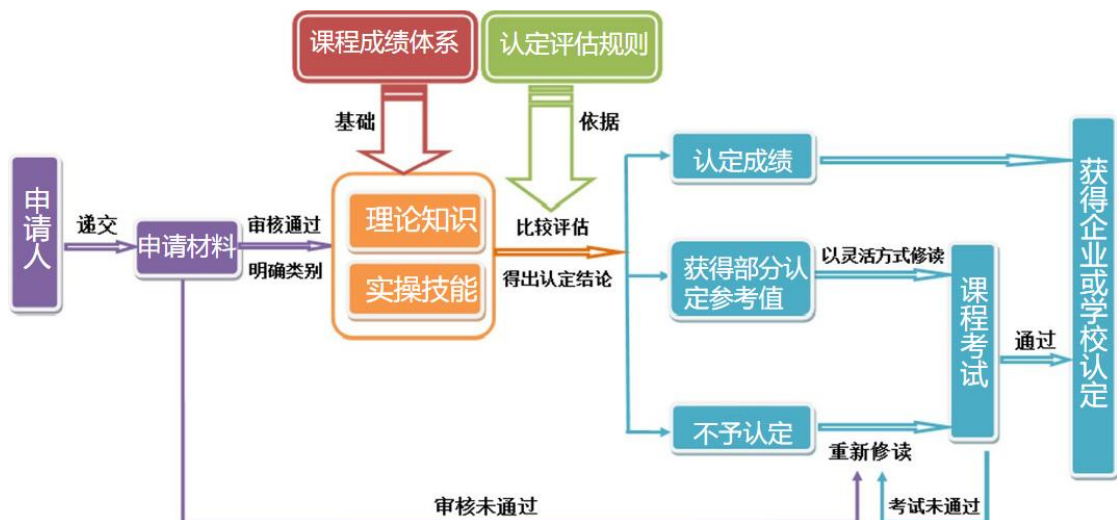 课程成绩体系
认定评估规则
基础
依据
申请人
递交
申请材料
审核通过
明确类别
理论知识
实操技能
比较评估
得出认定结论
认定成绩
获得部分认
定参考值
以灵活方式修读
不予认定
重新修读
课程考试
通过
获得企业或学校认定
审核未通过
考试未通过